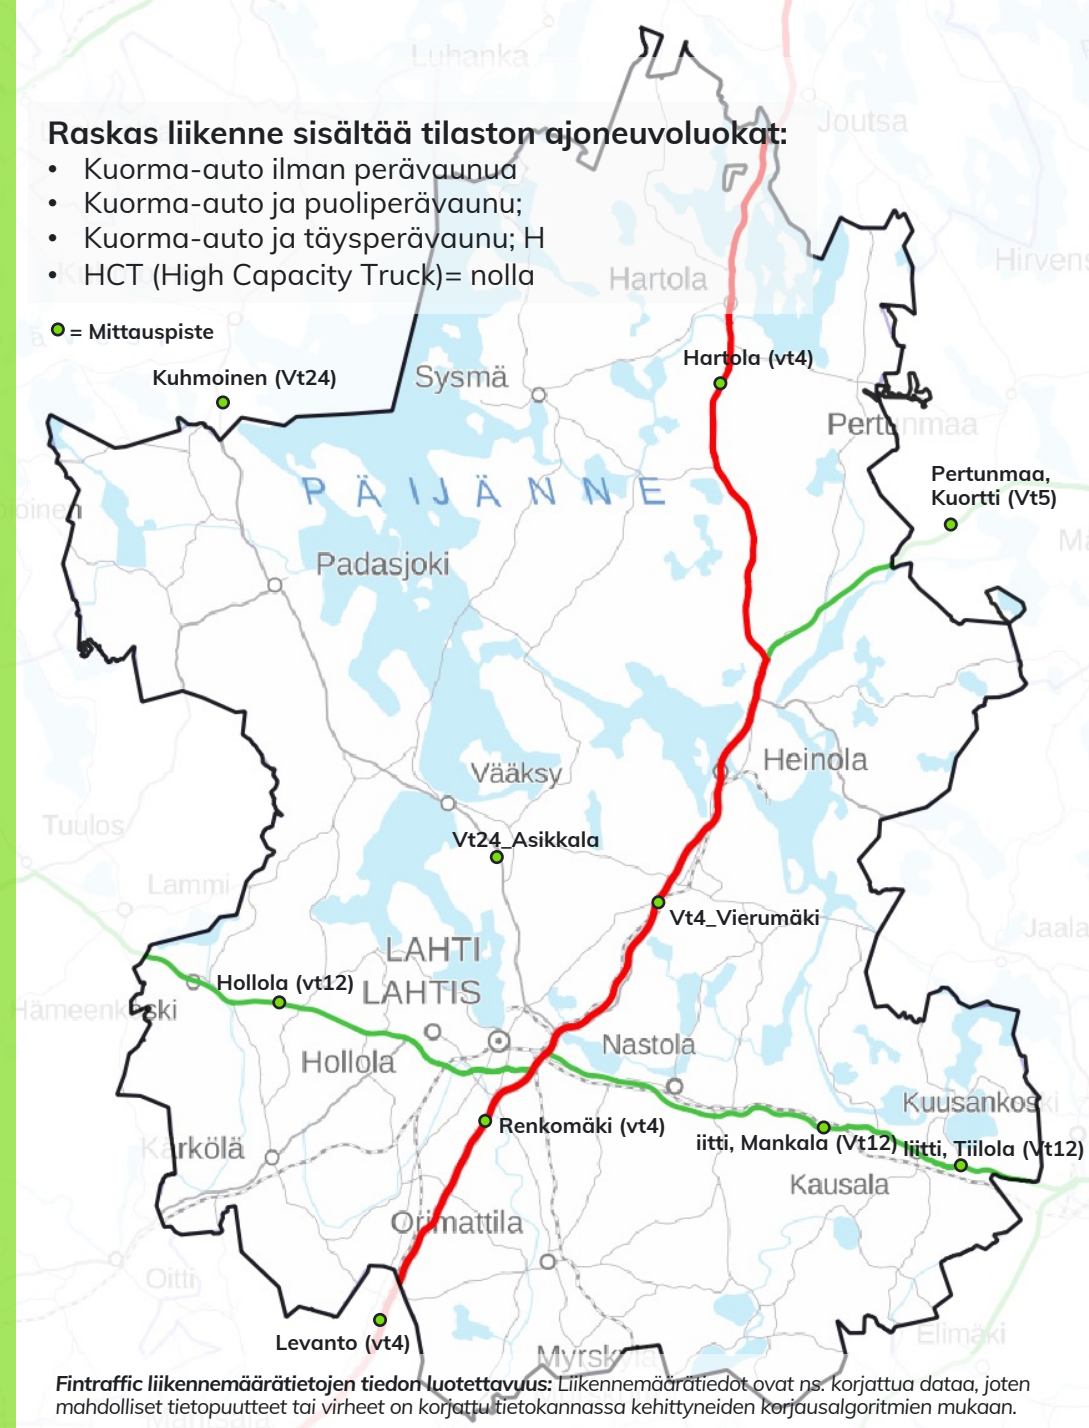 Luhanka
Joutsa
Raskas liikenne sisältää tilaston ajoneuvoluokat:
• Kuorma-auto ilman perävaunua
• Kuorma-auto ja puoliperävaunu;
• Kuorma-auto ja täysperävaunu; H
• HCT (High Capacity Truck)= nolla
Hirvens
Hartola
= Mittauspiste
Hartola (vt4)
Kuhmoinen (Vt24)
Sysmä
Pertunmaa
Pertunmaa,
Kuortti (Vt5)
PÄIJÄNNE
Padasjoki
Heinola
Vääksy
Tuulos
Vt24_Asikkala
Lammi
Vt4_Vierumäki
Jaala
LAHTI
LAHTIS
Hollola (vt12)
Hämeenkoski
Nastola
Hollola
Kuusankoski
Renkomäki (vt4)
iitti, Mankala (Vt12)
Iitti, Tiilola (Vt12)
Kärkölä
Kausala
Orimattila
Oitti
Levanto (vt4)
Elimäki
Myrskylä
Fintraffic liikennemäärätietojen tiedon luotettavuus: Liikennemäärätiedot ovat ns. korjattua dataa, joten
mahdolliset tietopuutteet tai virheet on korjattu tietokannassa kehittyneiden korjausalgoritmien mukaan.